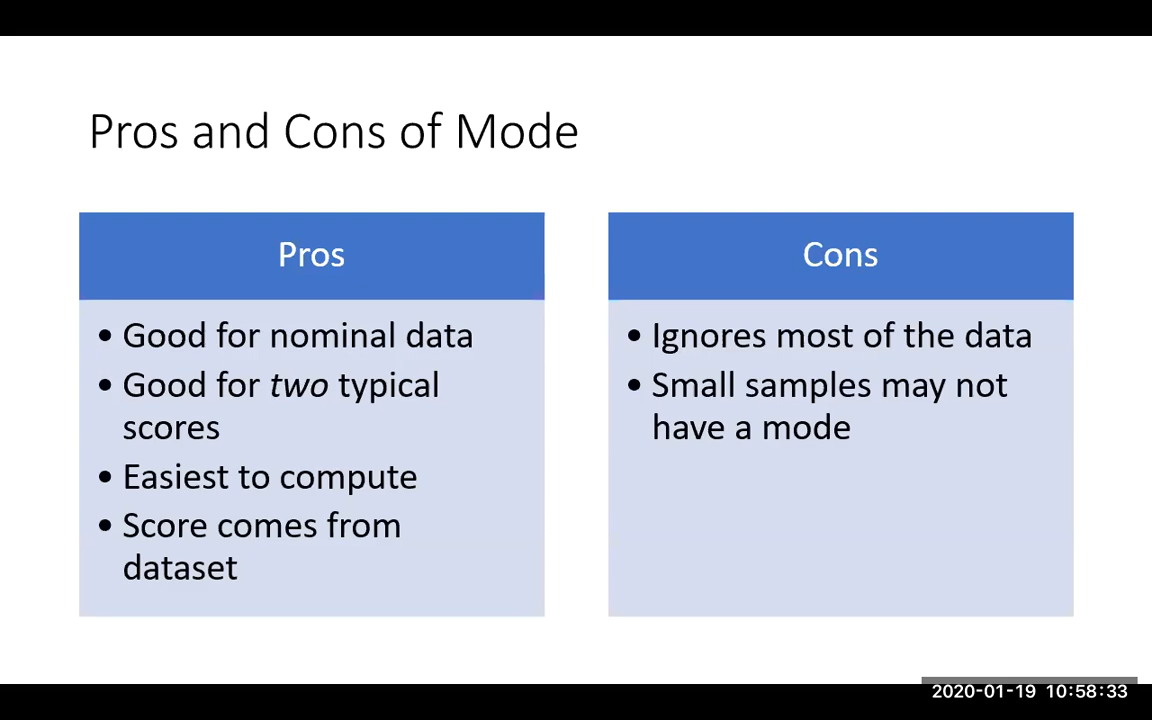 Pros and Cons of Mode
Pros
• Good for nominal data
• Good for two typical
scores
• Easiest to compute
• Score comes from
dataset
Cons
• Ignores most of the data
• Small samples may not
have a mode
2020-01-19 10:58:33